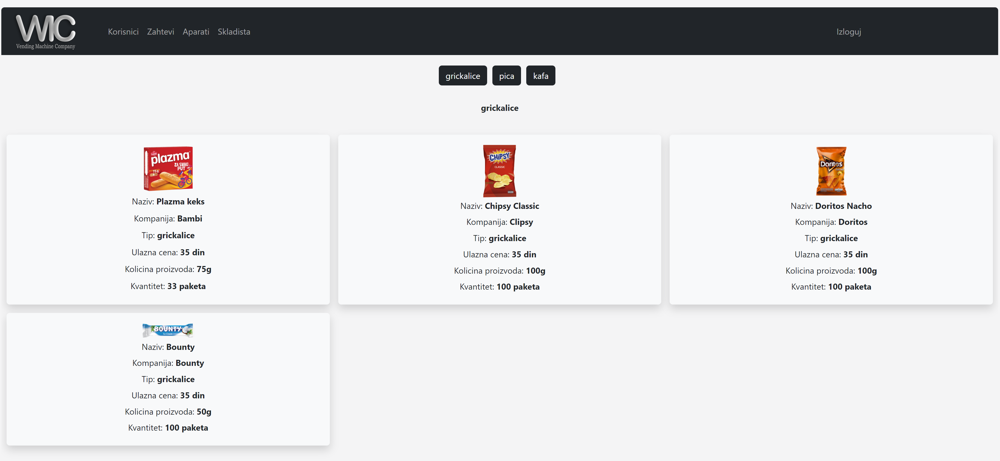 WIC
Vending Machine Company
Korisnici Zahtevi Aparati Skladista Izloguj
grickalice pica kafa
grickalice
plazma
ZA SVAKI
PUT
75g
Naziv: Plazma keks
Kompanija: Bambi
Tip: grickalice
Ulazna cena: 35 din
Kolicina proizvoda: 75g
Kvantitet: 33 paketa
CHIPSY
CLASSIC
Naziv: Chipsy Classic
Kompanija: Clipsy
Tip: grickalice
Ulazna cena: 35 din
Kolicina proizvoda: 100g
Kvantitet: 100 paketa
Doritos
NACHO
Naziv: Doritos Nacho
Kompanija: Doritos
Tip: grickalice
Ulazna cena: 35 din
Kolicina proizvoda: 100g
Kvantitet: 100 paketa
BOUNTY
Ice Cream
Naziv: Bounty
Kompanija: Bounty
Tip: grickalice
Ulazna cena: 35 din
Kolicina proizvoda: 50g
Kvantitet: 100 paketa